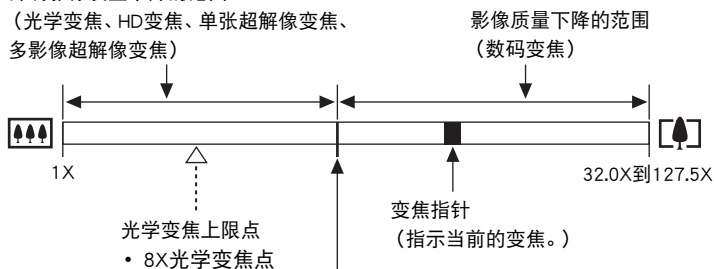 （光学变焦、HD变焦、单张超解像变焦、
多影像超解像变焦）
影像质量下降的范围
（数码变焦）
1X
32.0X到127.5X
光学变焦上限点
• 8X光学变焦点
变焦指针
（指示当前的变焦。）